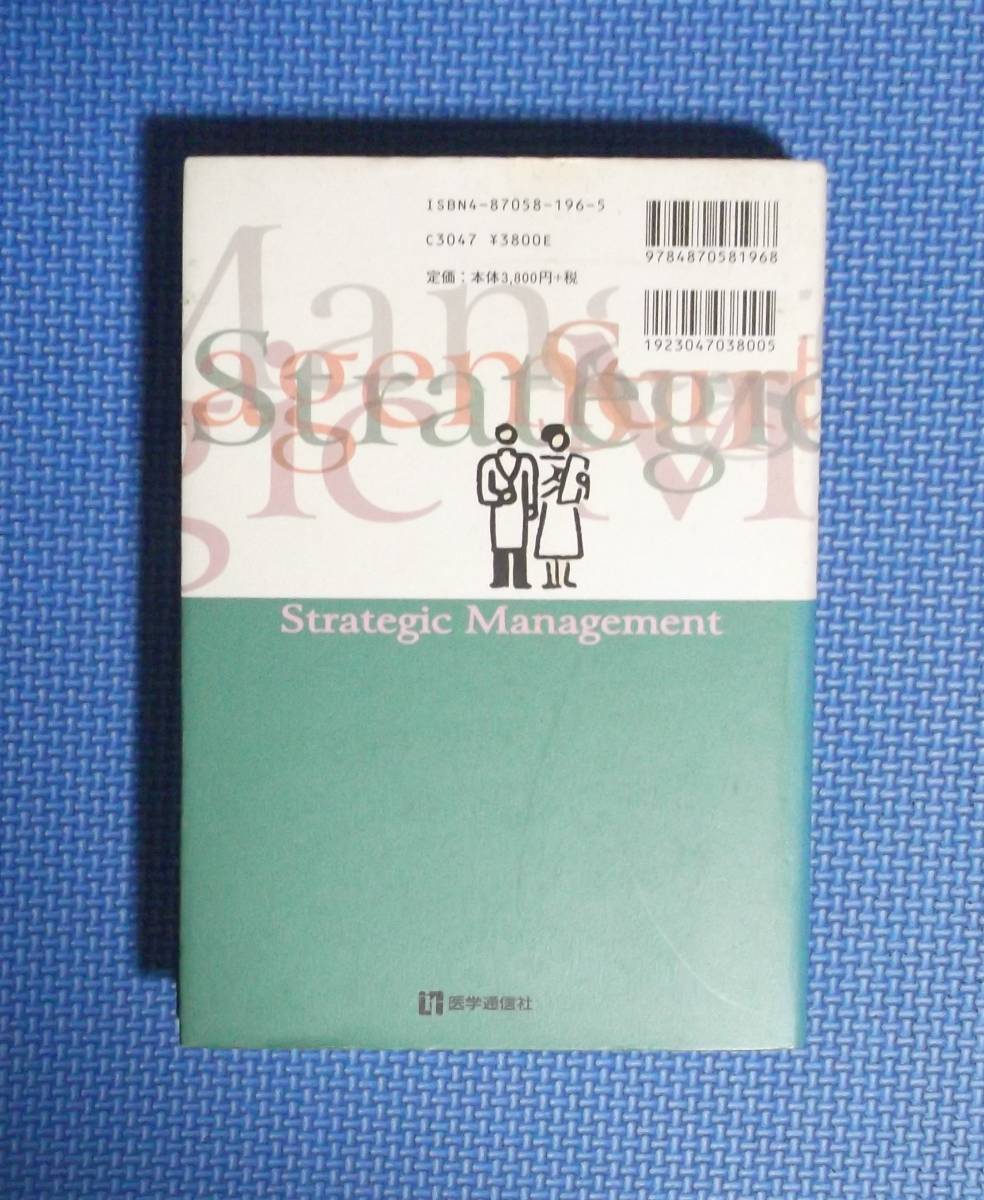 ISBN4-87058-196-5
C3047 ¥3800E
定価：本体3,800円+税
9784870581968
1923047038005
Strategic
Strategic Management
医学通信社